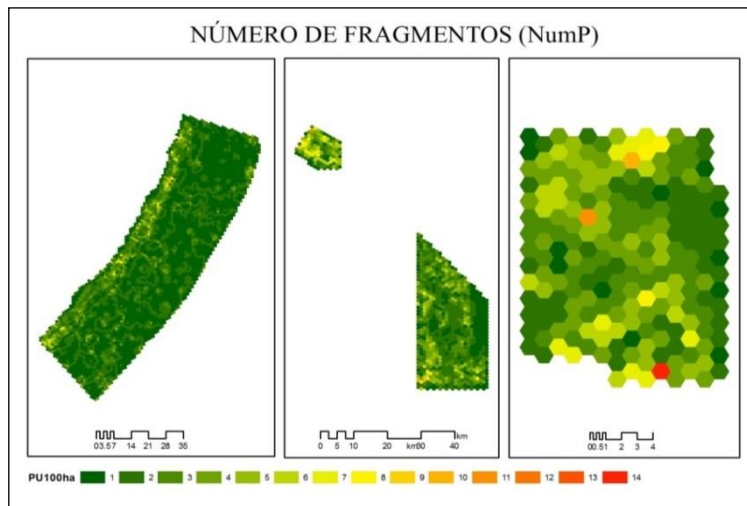 NÚMERO DE FRAGMENTOS (NumP)
03.57 14 21 28 35
0 5 10 20 km30 40 km
00.51 2 3 4
PU100ha 1 2 3 4 5 6 7 8 9 10 11 12 13 14